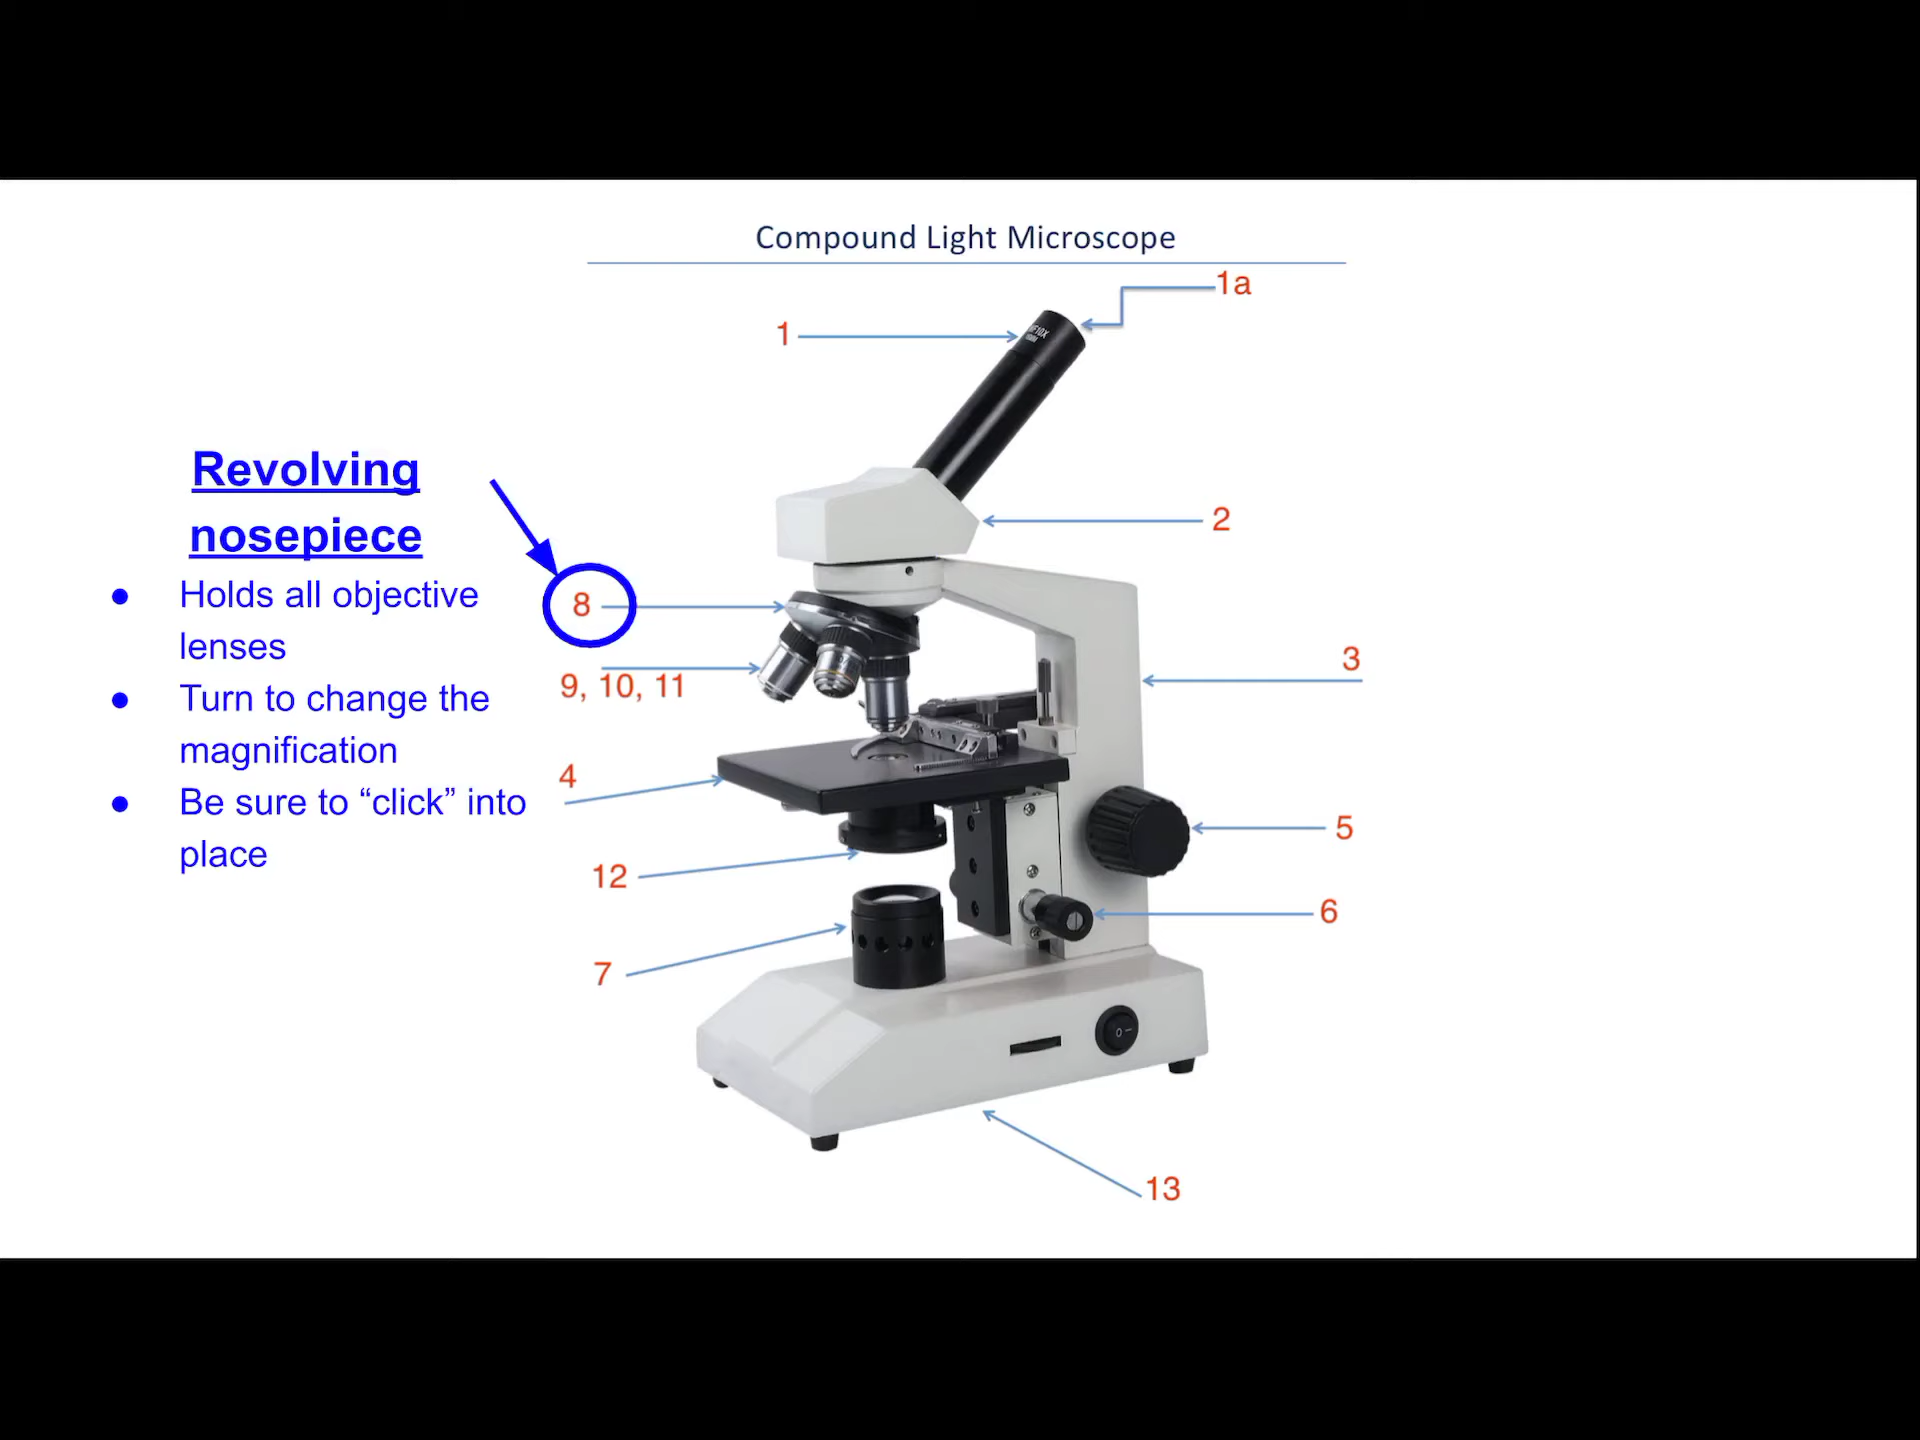 Compound Light Microscope
1a
1
Revolving
nosepiece
2
Holds all objective
lenses
8
Turn to change the
magnification
9, 10, 11
3
Be sure to “click” into
place
4
5
12
6
7
13